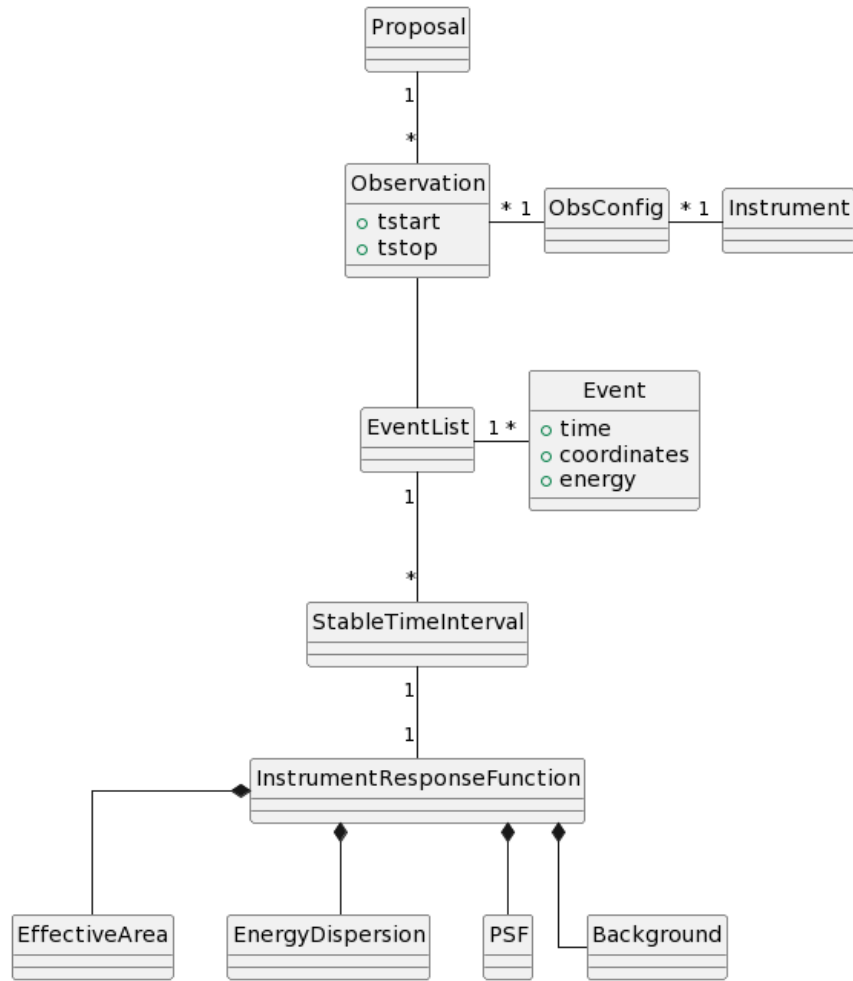 Proposal
1
*
Observation
tstart
tstop
* 1
ObsConfig
* 1
Instrument
EventList
1 *
Event
time
coordinates
energy
1
*
StableTimeInterval
1
1
InstrumentResponseFunction
EffectiveArea
EnergyDispersion
PSF
Background